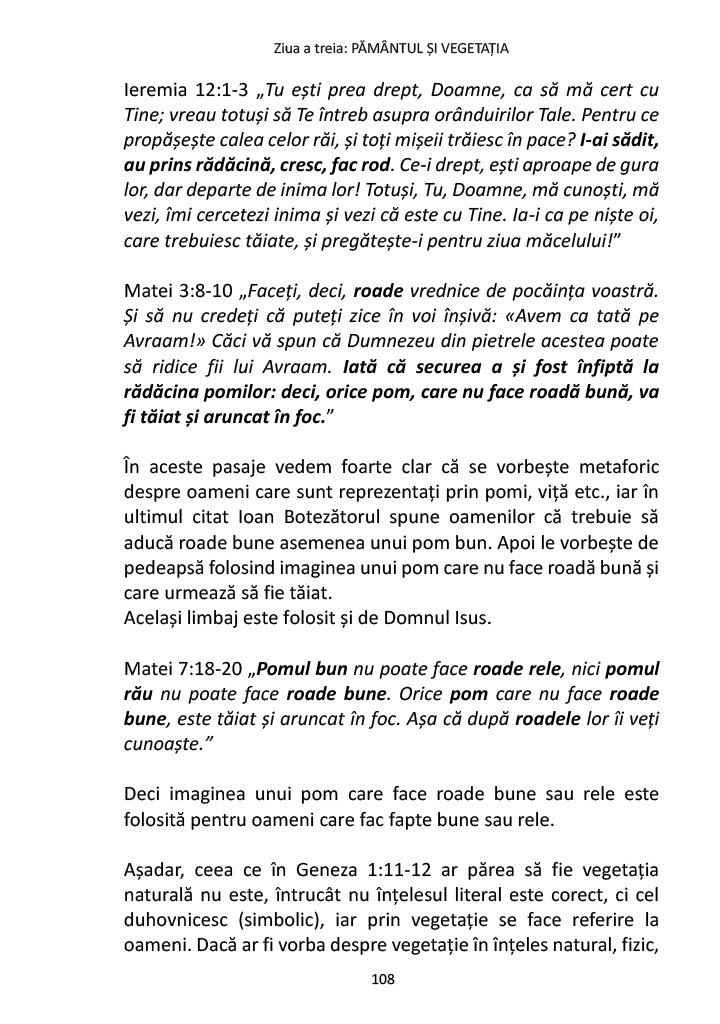 Ziua a treia: PĂMÂNTUL ȘI VEGETAȚIA
Ieremia 12:1-3 „Tu ești prea drept, Doamne, ca să mă cert cu
Tine; vreau totuși să Te întreb asupra orânduirilor Tale. Pentru ce
propășește calea celor răi, și toți mișeii trăiesc în pace? I-ai sădit,
au prins rădăcină, cresc, fac rod. Ce-i drept, ești aproape de gura
lor, dar departe de inima lor! Totuși, Tu, Doamne, mă cunoști, mă
vezi, îmi cercetezi inima și vezi că este cu Tine. Ia-i ca pe niște oi,
care trebuiesc tăiate, și pregătește-i pentru ziua măcelului!”
Matei 3:8-10 „Faceți, deci, roade vrednice de pocăința voastră.
Și să nu credeți că puteți zice în voi înșivă: «Avem ca tată pe
Avraam!» Căci vă spun că Dumnezeu din pietrele acestea poate
să ridice fii lui Avraam. Iată că securea a și fost înfiptă la
rădăcina pomilor: deci, orice pom, care nu face roadă bună, va
fi tăiat și aruncat în foc.”
În aceste pasaje vedem foarte clar că se vorbește metaforic
despre oameni care sunt reprezentați prin pomi, viță etc., iar în
ultimul citat Ioan Botezătorul spune oamenilor că trebuie să
aducă roade bune asemenea unui pom bun. Apoi le vorbește de
pedeapsă folosind imaginea unui pom care nu face roadă bună și
care urmează să fie tăiat.
Același limbaj este folosit și de Domnul Isus.
Matei 7:18-20 „Pomul bun nu poate face roade rele, nici pomul
rău nu poate face roade bune. Orice pom care nu face roade
bune, este tăiat și aruncat în foc. Așa că după roadele lor îi veți
cunoaște.”
Deci imaginea unui pom care face roade bune sau rele este
folosită pentru oameni care fac fapte bune sau rele.
Așadar, ceea ce în Geneza 1:11-12 ar părea să fie vegetația
naturală nu este, întrucât nu înțelesul literal este corect, ci cel
duhovnicesc (simbolic), iar prin vegetație se face referire la
oameni. Dacă ar fi vorba despre vegetație în înțeles natural, fizic,
108